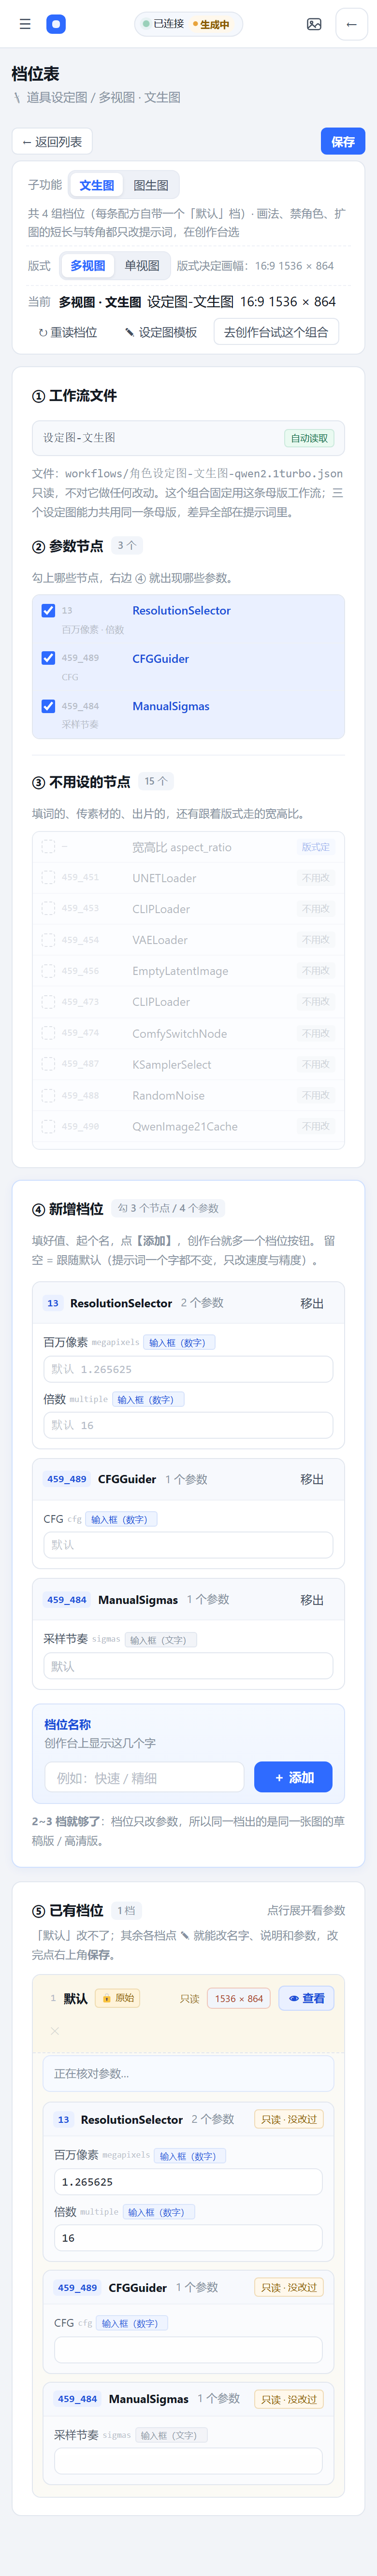 已连接 生成中
←
档位表
道具设定图 / 多视图 · 文生图
← 返回列表 保存
子功能 文生图 图生图
共 4 组档位（每条配方自带一个「默认」档）· 画法、禁角色、扩
图的短长与转角图都只改提示词，在创作台选
版式 多视图 单视图 版式决定画幅：16:9 1536 × 864
当前 多视图 · 文生图 设定图-文生图 16:9 1536 × 864
↻ 重读档位 ✎ 设定图模板 去创作台试这个组合
① 工作流文件
设定图-文生图 自动读取
文件：workflows/角色设定图-文生图-qwen2.1turbo.json
只读，不对它做任何改动。这个组合固定用这条母版工作流；三
个设定图能力共用同一条母版，差异全部在提示词里。
② 参数节点 3 个
勾上哪些节点，右边 ④ 就出现哪些参数。
13 ResolutionSelector
百万像素 · 倍数
459_489 CFGGuider
CFG
459_484 ManualSigmas
采样节奏
③ 不用设的节点 15 个
填词的、传素材的、出片的，还有跟着版式走的宽高比。
— 宽高比 aspect_ratio 版式定
459_451 UNETLoader 不用改
459_453 CLIPLoader 不用改
459_454 VAELoader 不用改
459_456 EmptyLatentImage 不用改
459_473 CLIPLoader 不用改
459_474 ComfySwitchNode 不用改
459_487 KSamplerSelect 不用改
459_488 RandomNoise 不用改
459_490 QwenImage21Cache 不用改
④ 新增档位 勾 3 个节点 / 4 个参数
填好值、起个名，点【添加】，创作台就多一个档位按钮。 留
空 = 跟随默认（提示词一个字都不变，只改速度与精度）。
13 ResolutionSelector 2 个参数 移出
百万像素 megapixels 输入框（数字）
默认 1.265625
倍数 multiple 输入框（数字）
默认 16
459_489 CFGGuider 1 个参数 移出
CFG cfg 输入框（数字）
默认
459_484 ManualSigmas 1 个参数 移出
采样节奏 sigmas 输入框（文字）
默认
档位名称
创作台上显示这几个字
例如：快速 / 精细 + 添加
2~3 档就够了：档位只改参数，所以同一档出的是同一张图的草
稿版 / 高清版。
⑤ 已有档位 1 档 点行展开看参数
「默认」改不了；其余各档点 ✎ 就能改名字、说明和参数，改
完点右上角保存。
1 默认 🔒 原始 只读 1536 × 864 👁 查看
×
正在核对参数…
13 ResolutionSelector 2 个参数 只读 · 没改过
百万像素 megapixels 输入框（数字）
1.265625
倍数 multiple 输入框（数字）
16
459_489 CFGGuider 1 个参数 只读 · 没改过
CFG cfg 输入框（数字）
459_484 ManualSigmas 1 个参数 只读 · 没改过
采样节奏 sigmas 输入框（文字）